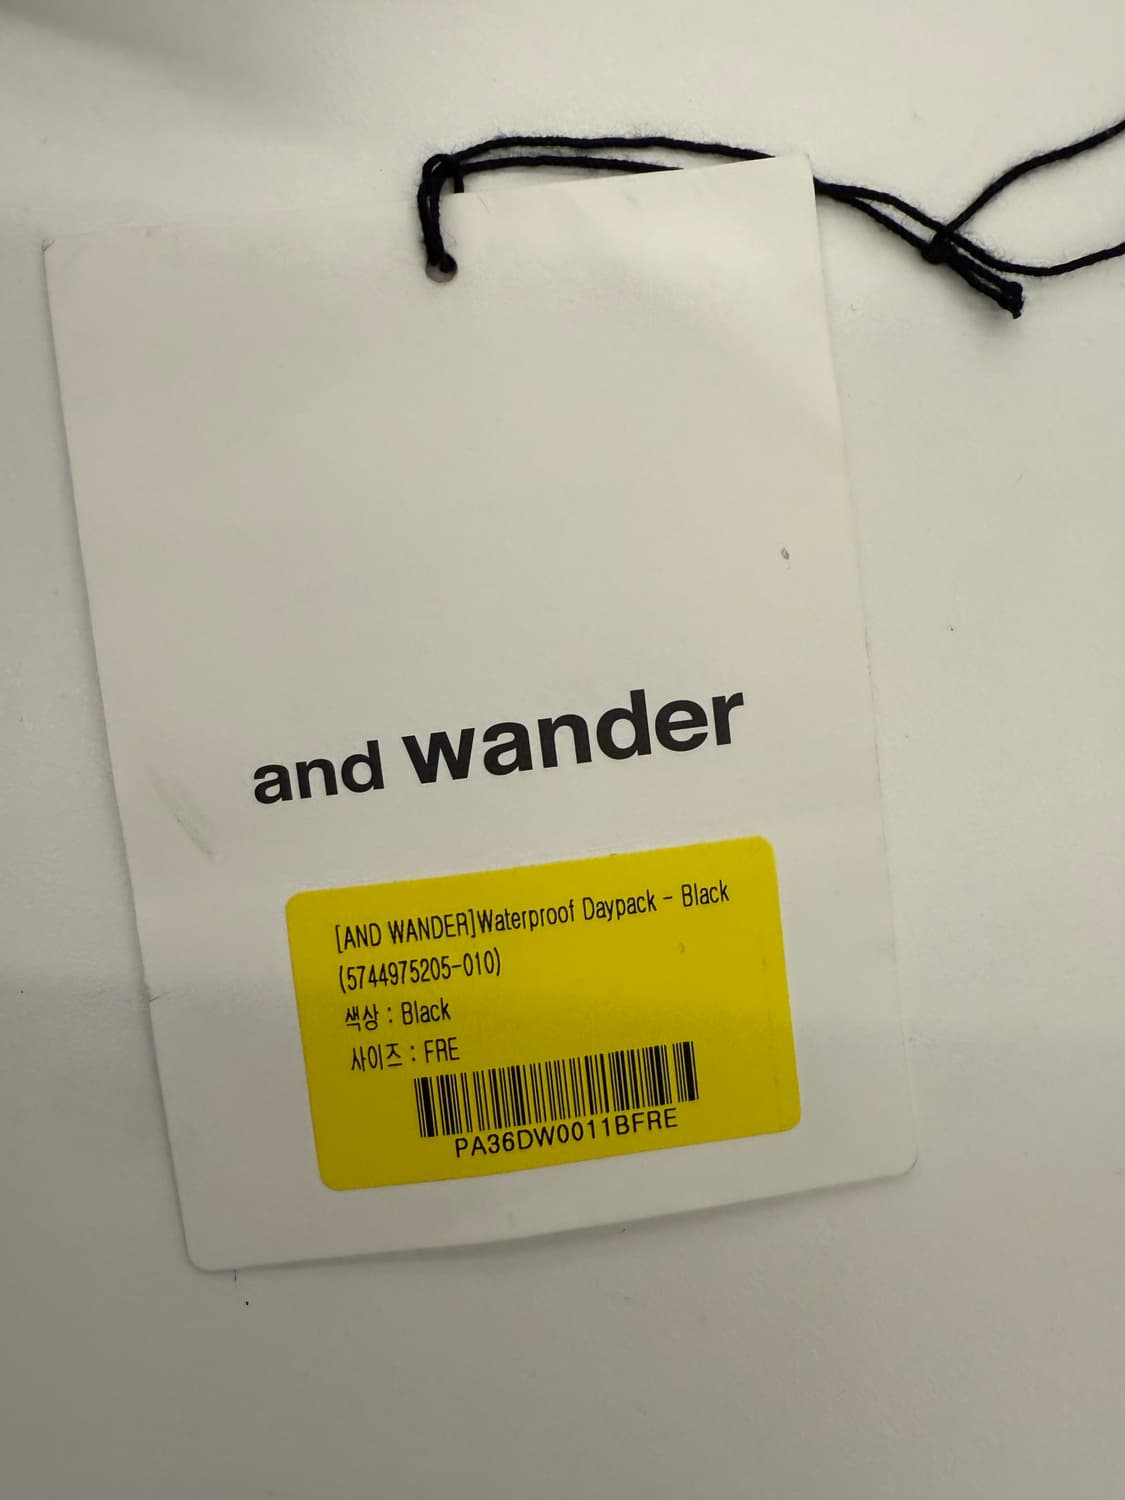 and wander
[AND WANDER]Waterproof Daypack - Black
(5744975205-010)
색상 : Black
사이즈 : FRE
PA36DW0011BFRE